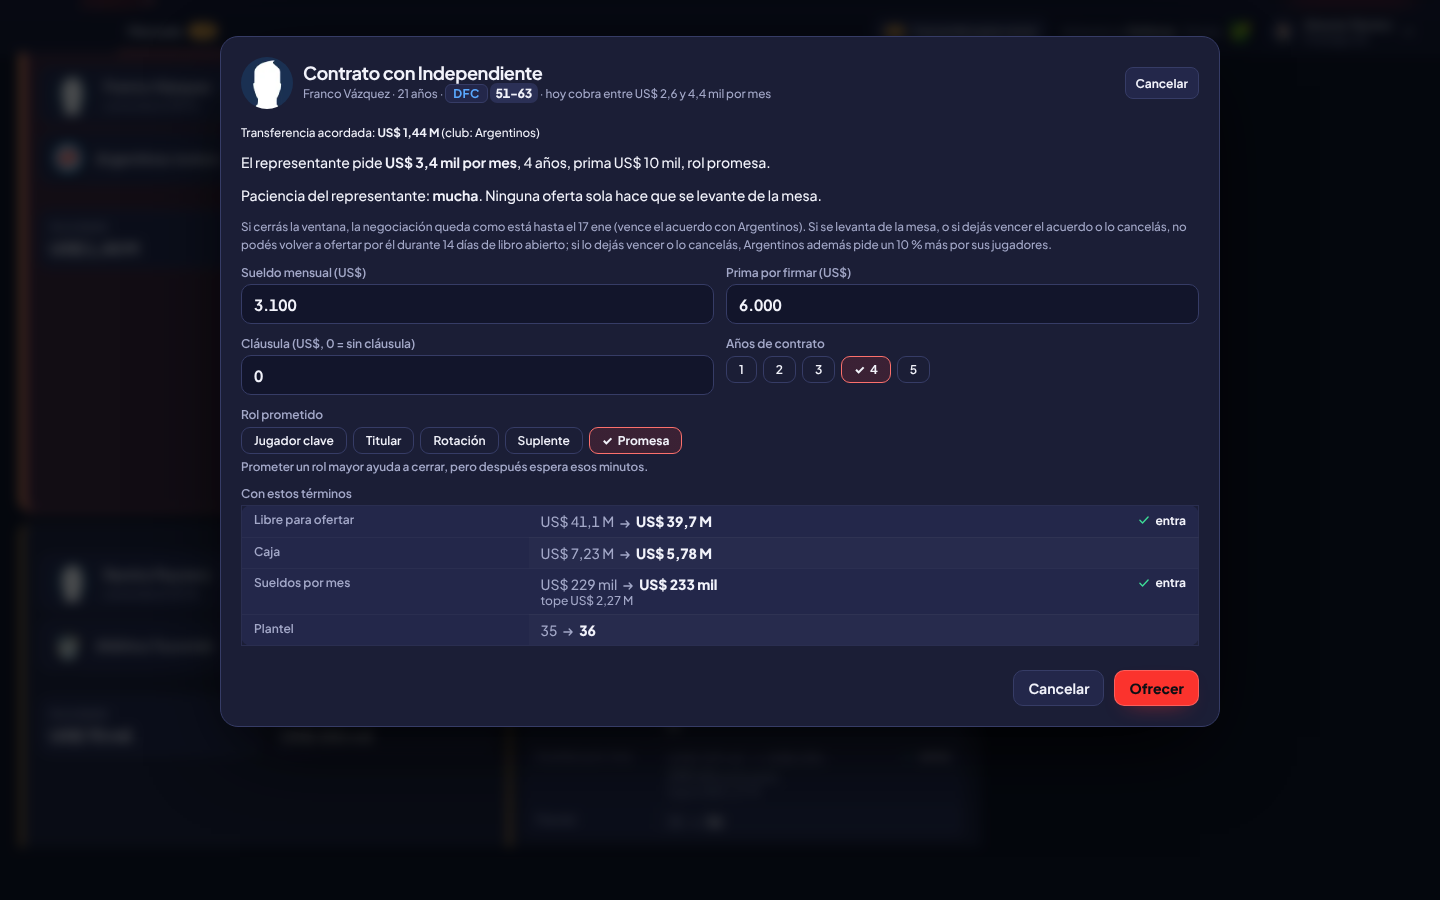 Contrato con Independiente
Franco Vázquez · 21 años · DFC 51–63 · hoy cobra entre US$ 2,6 y 4,4 mil por mes
Cancelar
Transferencia acordada: US$ 1,44 M (club: Argentinos)
El representante pide US$ 3,4 mil por mes, 4 años, prima US$ 10 mil, rol promesa.
Paciencia del representante: mucha. Ninguna oferta sola hace que se levante de la mesa.
Si cerrás la ventana, la negociación queda como está hasta el 17 ene (vence el acuerdo con Argentinos). Si se levanta de la mesa, o si dejás vencer el acuerdo o lo cancelás, no
podés volver a ofertar por él durante 14 días de libro abierto; si lo dejás vencer o lo cancelás, Argentinos además pide un 10 % más por sus jugadores.
Sueldo mensual (US$)
3.100
Prima por firmar (US$)
6.000
Cláusula (US$, 0 = sin cláusula)
0
Años de contrato
1 2 3 ✓ 4 5
Rol prometido
Jugador clave Titular Rotación Suplente ✓ Promesa
Prometer un rol mayor ayuda a cerrar, pero después espera esos minutos.
Con estos términos
Libre para ofertar US$ 41,1 M → US$ 39,7 M ✓ entra
Caja US$ 7,23 M → US$ 5,78 M
Sueldos por mes US$ 229 mil → US$ 233 mil ✓ entra
tope US$ 2,27 M
Plantel 35 → 36
Cancelar Ofrecer